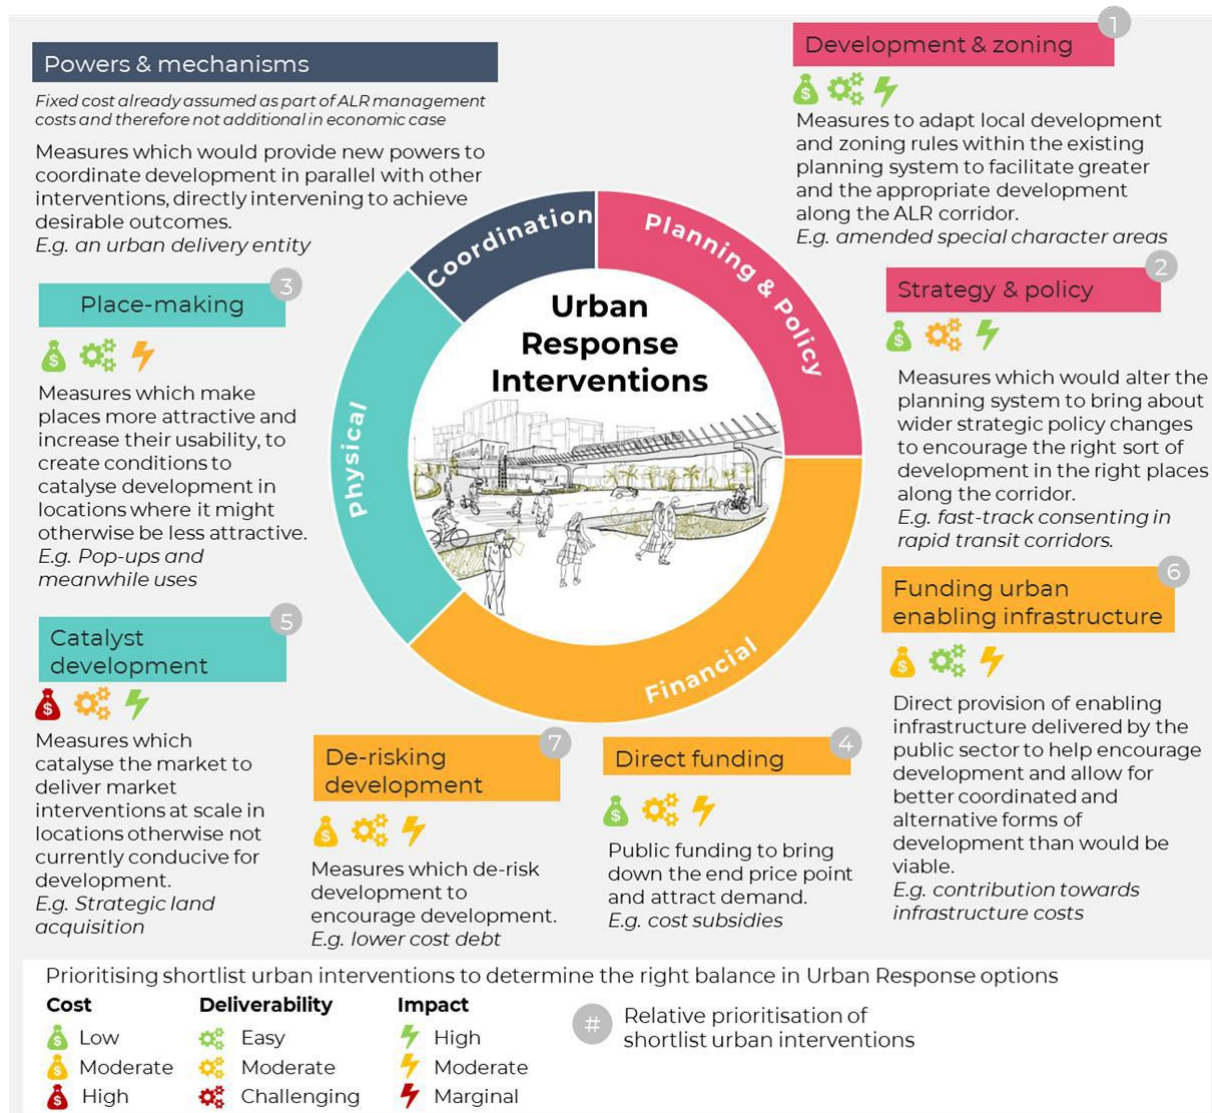 Powers & mechanisms
Fixed cost already assumed as part of ALR management
costs and therefore not additional in economic case
Measures which would provide new powers to
coordinate development in parallel with other
interventions, directly intervening to achieve
desirable outcomes.
E.g. an urban delivery entity
1
Development & zoning
Measures to adapt local development
and zoning rules within the existing
planning system to facilitate greater
and the appropriate development
along the ALR corridor.
E.g. amended special character areas
2
Strategy & policy
Measures which would alter the
planning system to bring about
wider strategic policy changes
to encourage the right sort of
development in the right places
along the corridor.
E.g. fast-track consenting in
rapid transit corridors.
3
Place-making
Measures which make
places more attractive and
increase their usability, to
create conditions to
catalyse development in
locations where it might
otherwise be less attractive.
E.g. Pop-ups and
meanwhile uses
Coordination
Planning & Policy
Physical
Financial
Urban
Response
Interventions
5
Catalyst
development
Measures which
catalyse the market to
deliver market
interventions at scale in
locations otherwise not
currently conducive for
development.
E.g. Strategic land
acquisition
7
De-risking
development
Measures which de-risk
development to
encourage development.
E.g. lower cost debt
4
Direct funding
Public funding to bring
down the end price point
and attract demand.
E.g. cost subsidies
6
Funding urban
enabling infrastructure
Direct provision of enabling
infrastructure delivered by the
public sector to help encourage
development and allow for
better coordinated and
alternative forms of
development than would be
viable.
E.g. contribution towards
infrastructure costs
Prioritising shortlist urban interventions to determine the right balance in Urban Response options
Cost
Low
Moderate
High
Deliverability
Easy
Moderate
Challenging
Impact
High
Moderate
Marginal
#
Relative prioritisation of
shortlist urban interventions